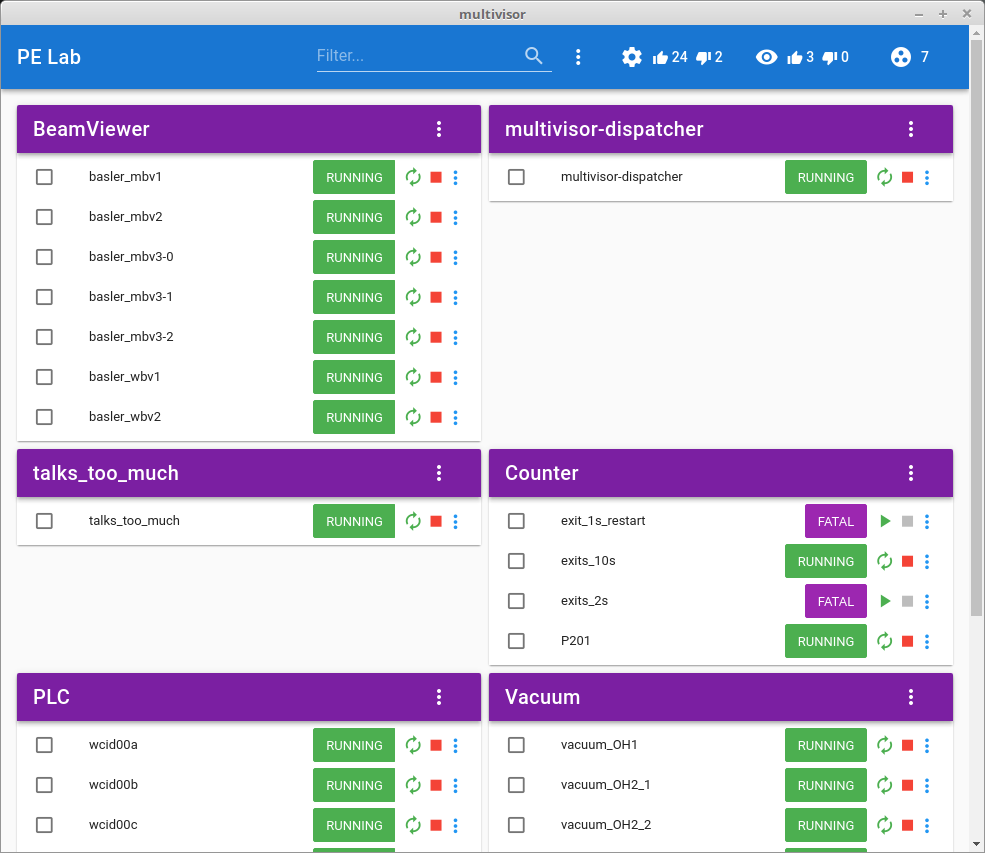 multivisor
PE Lab Filter... 24 2 3 0 7
BeamViewer
basler_mbv1 RUNNING
basler_mbv2 RUNNING
basler_mbv3-0 RUNNING
basler_mbv3-1 RUNNING
basler_mbv3-2 RUNNING
basler_wbv1 RUNNING
basler_wbv2 RUNNING
multivisor-dispatcher
multivisor-dispatcher RUNNING
talks_too_much
talks_too_much RUNNING
Counter
exit_1s_restart FATAL
exits_10s RUNNING
exits_2s FATAL
P201 RUNNING
PLC
wcid00a RUNNING
wcid00b RUNNING
wcid00c RUNNING
Vacuum
vacuum_OH1 RUNNING
vacuum_OH2_1 RUNNING
vacuum_OH2_2 RUNNING